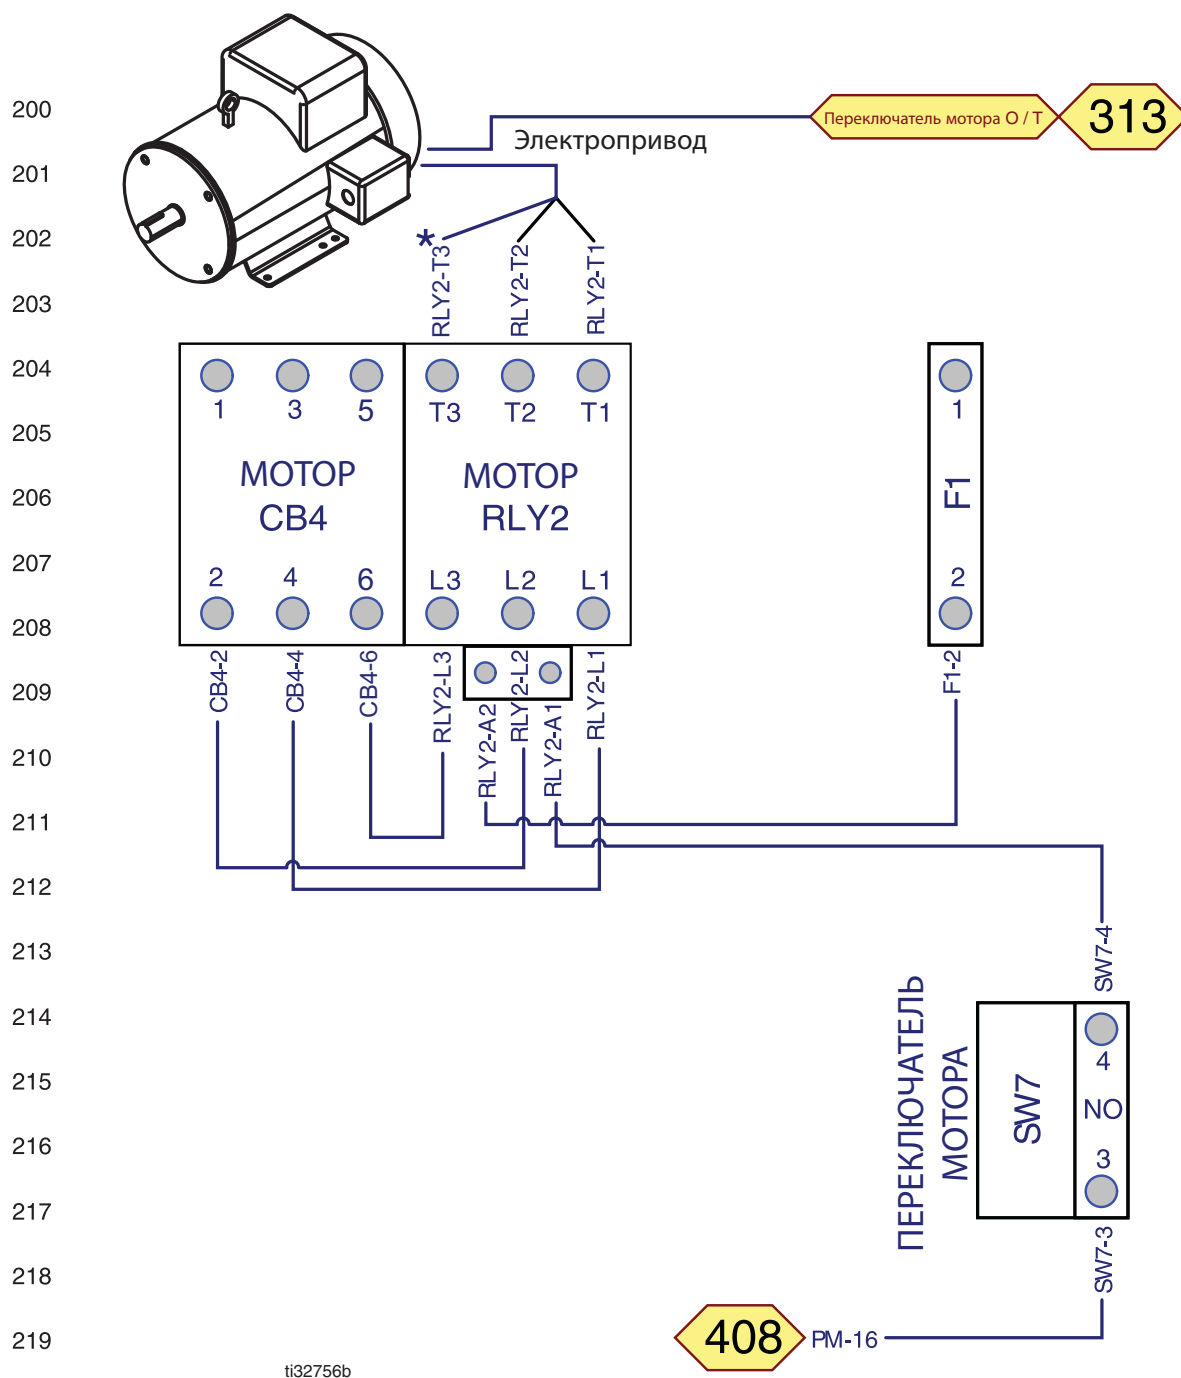 200
Переключатель мотора О / Т
313
Электропривод
201
202
*
RLY2-T3
RLY2-T2
RLY2-T1
203
204
1
3
5
T3
T2
T1
1
205
МОТОР
CB4
МОТОР
RLY2
F1
206
207
2
4
6
L3
L2
L1
2
208
CB4-2
CB4-4
CB4-6
RLY2-L3
RLY2-A2
RLY2-L2
RLY2-A1
RLY2-L1
F1-2
209
210
211
212
213
SW7-4
214
ПЕРЕКЛЮЧАТЕЛЬ
МОТОРА
SW7
4
NO
3
215
216
217
218
SW7-3
219
408
PM-16
ti32756b